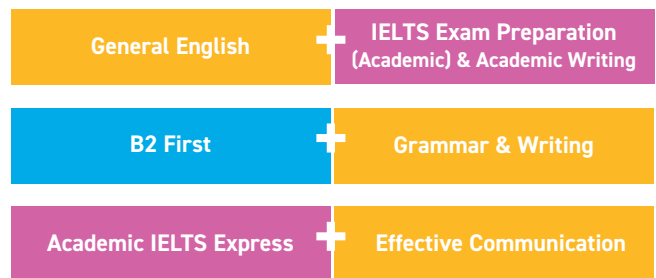 General English
IELTS Exam Preparation
(Academic) & Academic Writing
B2 First
Grammar & Writing
Academic IELTS Express
Effective Communication